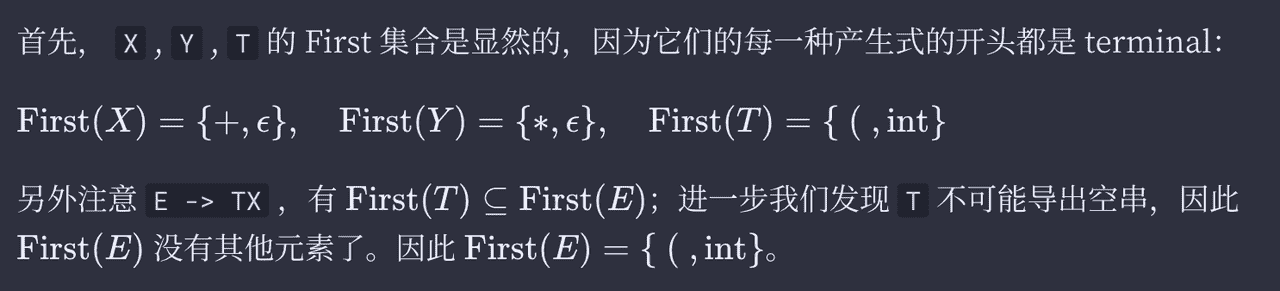 首先， X , Y , T 的 First 集合是显然的，因为它们的每一种产生式的开头都是 terminal：
First(X) = {+, ϵ},  First(Y) = {∗, ϵ},  First(T) = { ( , int}
另外注意 E -> TX ，有 First(T) ⊆ First(E)；进一步我们发现 T 不可能导出空串，因此
First(E) 没有其他元素了。因此 First(E) = { ( , int}。